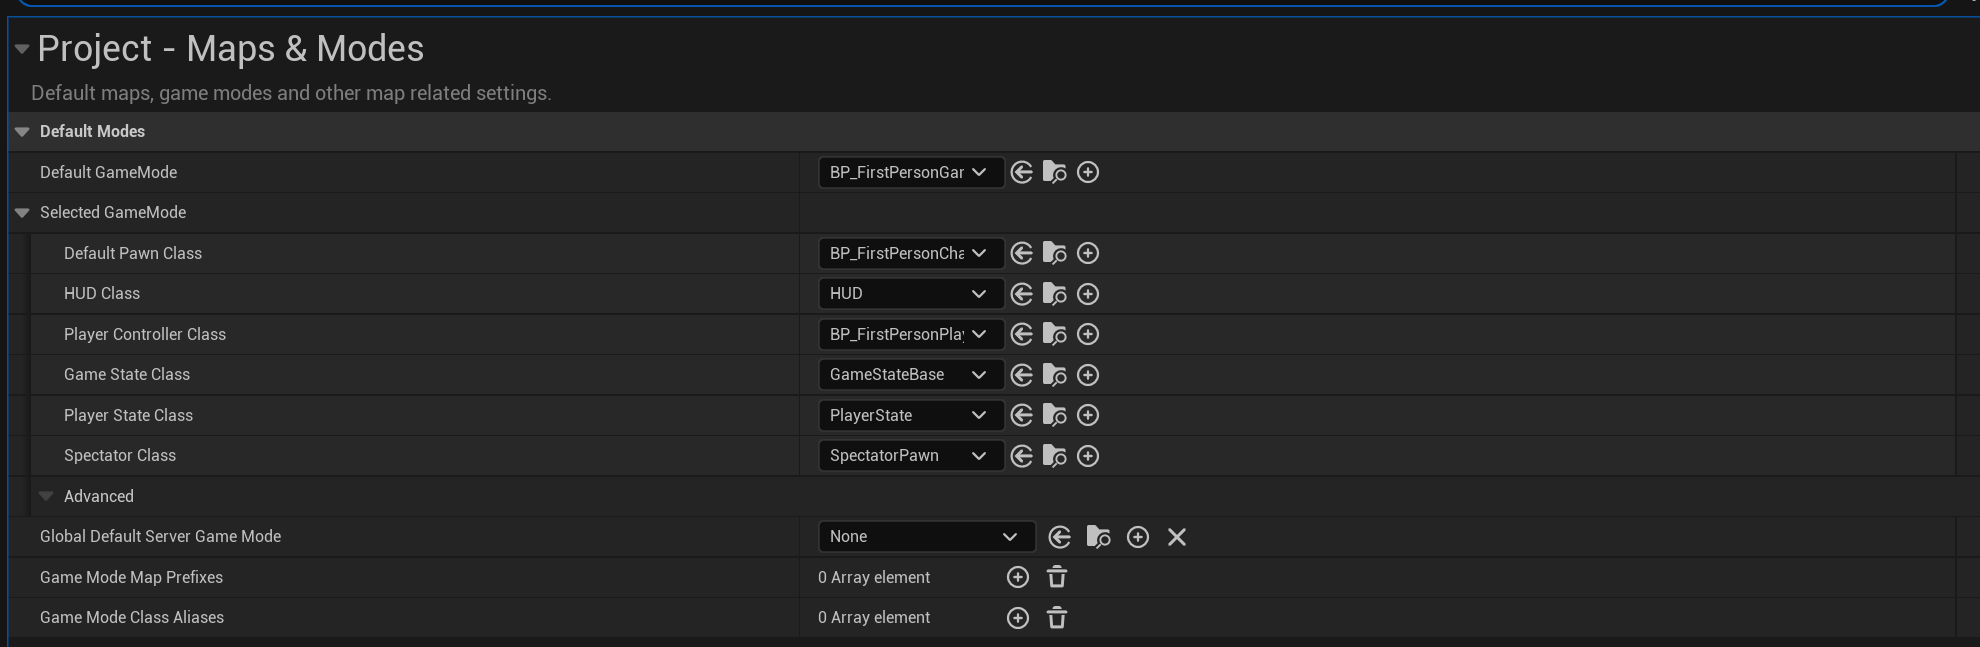 Project - Maps & Modes
Default maps, game modes and other map related settings.
Default Modes
Default GameMode BP_FirstPersonGar
Selected GameMode
Default Pawn Class BP_FirstPersonCha
HUD Class HUD
Player Controller Class BP_FirstPersonPlay
Game State Class GameStateBase
Player State Class PlayerState
Spectator Class SpectatorPawn
Advanced
Global Default Server Game Mode None
Game Mode Map Prefixes 0 Array element
Game Mode Class Aliases 0 Array element